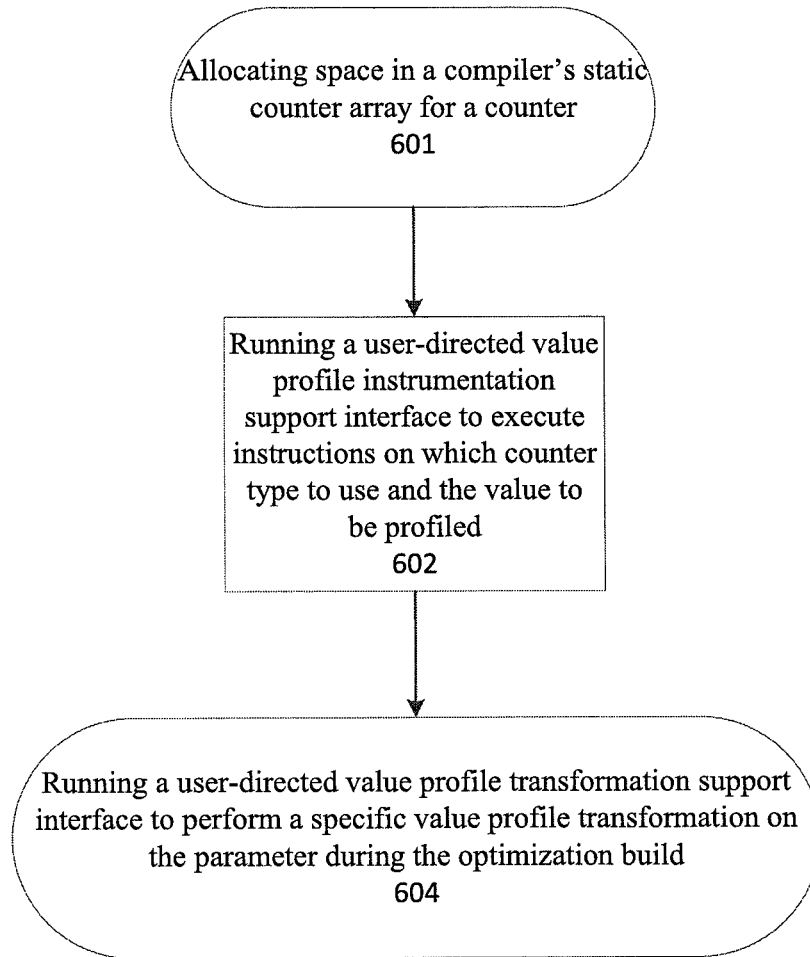 Allocating space in a compiler's static
counter array for a counter
601
Running a user-directed value
profile instrumentation
support interface to execute
instructions on which counter
type to use and the value to
be profiled
602
Running a user-directed value profile transformation support
interface to perform a specific value profile transformation on
the parameter during the optimization build
604